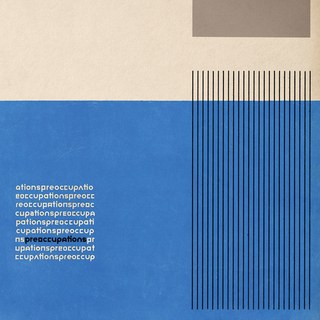 ationspreoccupatio
eoccupationspreocc
reoccupationspreoc
cupationspreoccupa
pationspreoccupati
cupationspreoccup
nspreoccupationspr
upationspreoccupat
ccupationspreoccup